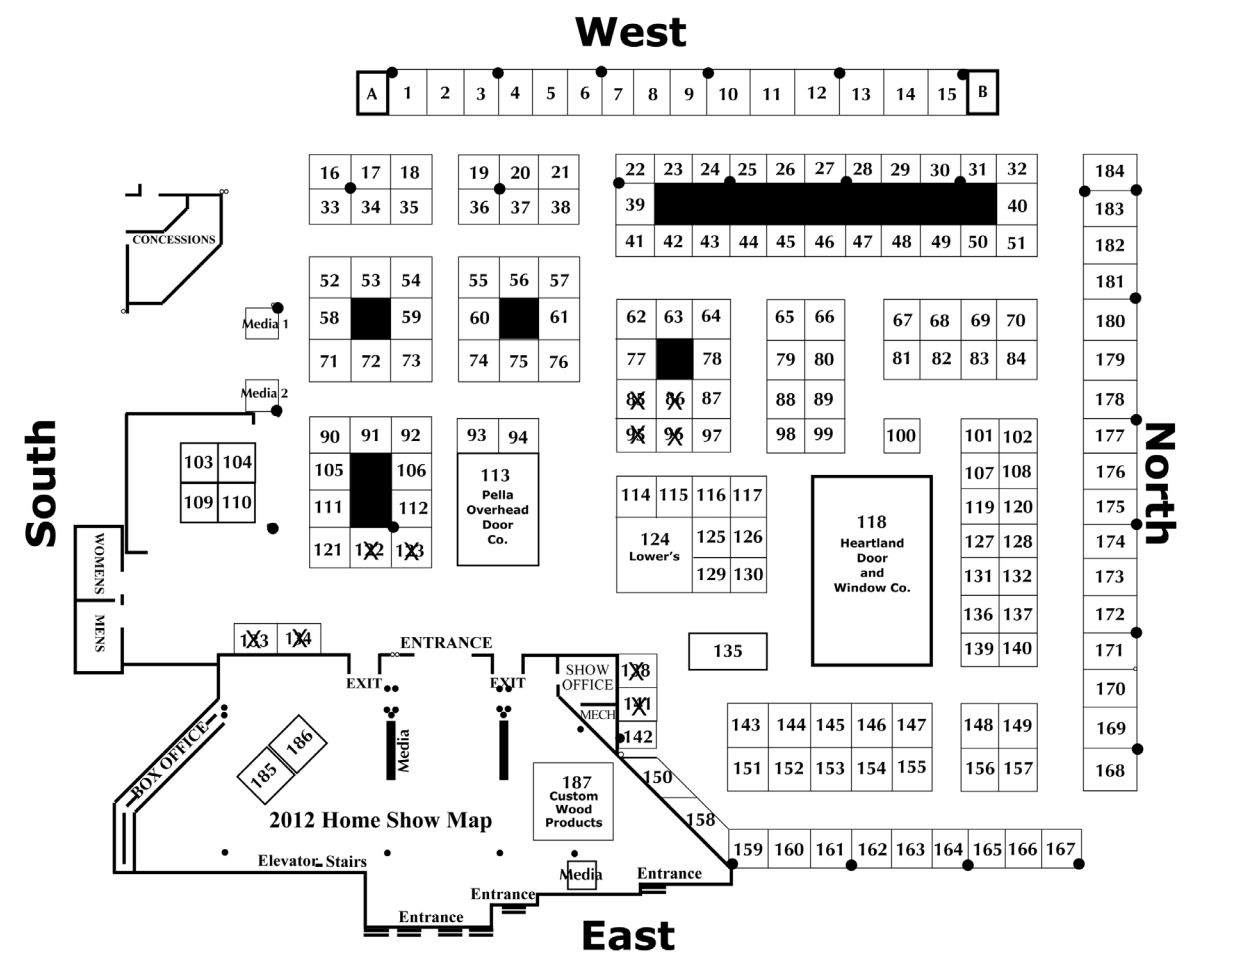 West
A 1 2 3 4 5 6 7 8 9 10 11 12 13 14 15 B
16 17 18 19 20 21 22 23 24 25 26 27 28 29 30 31 32 184
33 34 35 36 37 38 39 40 183
CONCESSIONS
41 42 43 44 45 46 47 48 49 50 51 182
52 53 54 55 56 57 181
Media 1
58 59 60 61 62 63 64 65 66 67 68 69 70 180
71 72 73 74 75 76 77 78 79 80 81 82 83 84 179
Media 2
85 86 87 88 89 178
90 91 92 93 94 95 96 97 98 99 100 101 102 177
South
North
103 104 105 106 107 108 176
109 110 111 112
113
Pella
Overhead
Door
Co.
114 115 116 117
118
Heartland
Door
and
Window Co.
119 120 175
121 122 123
124
Lower's
125 126 127 128 174
129 130 131 132 173
WOMENS
MENS
133 134
ENTRANCE
EXIT
EXIT
135
136 137 172
SHOW
OFFICE
138 139 140 171
MECH
141 170
142 143 144 145 146 147 148 149 169
BOX OFFICE
185 186
Media
150 151 152 153 154 155 156 157 168
187
Custom
Wood
Products
158
2012 Home Show Map
159 160 161 162 163 164 165 166 167
Elevator Stairs
Media
Entrance
Entrance
Entrance
East